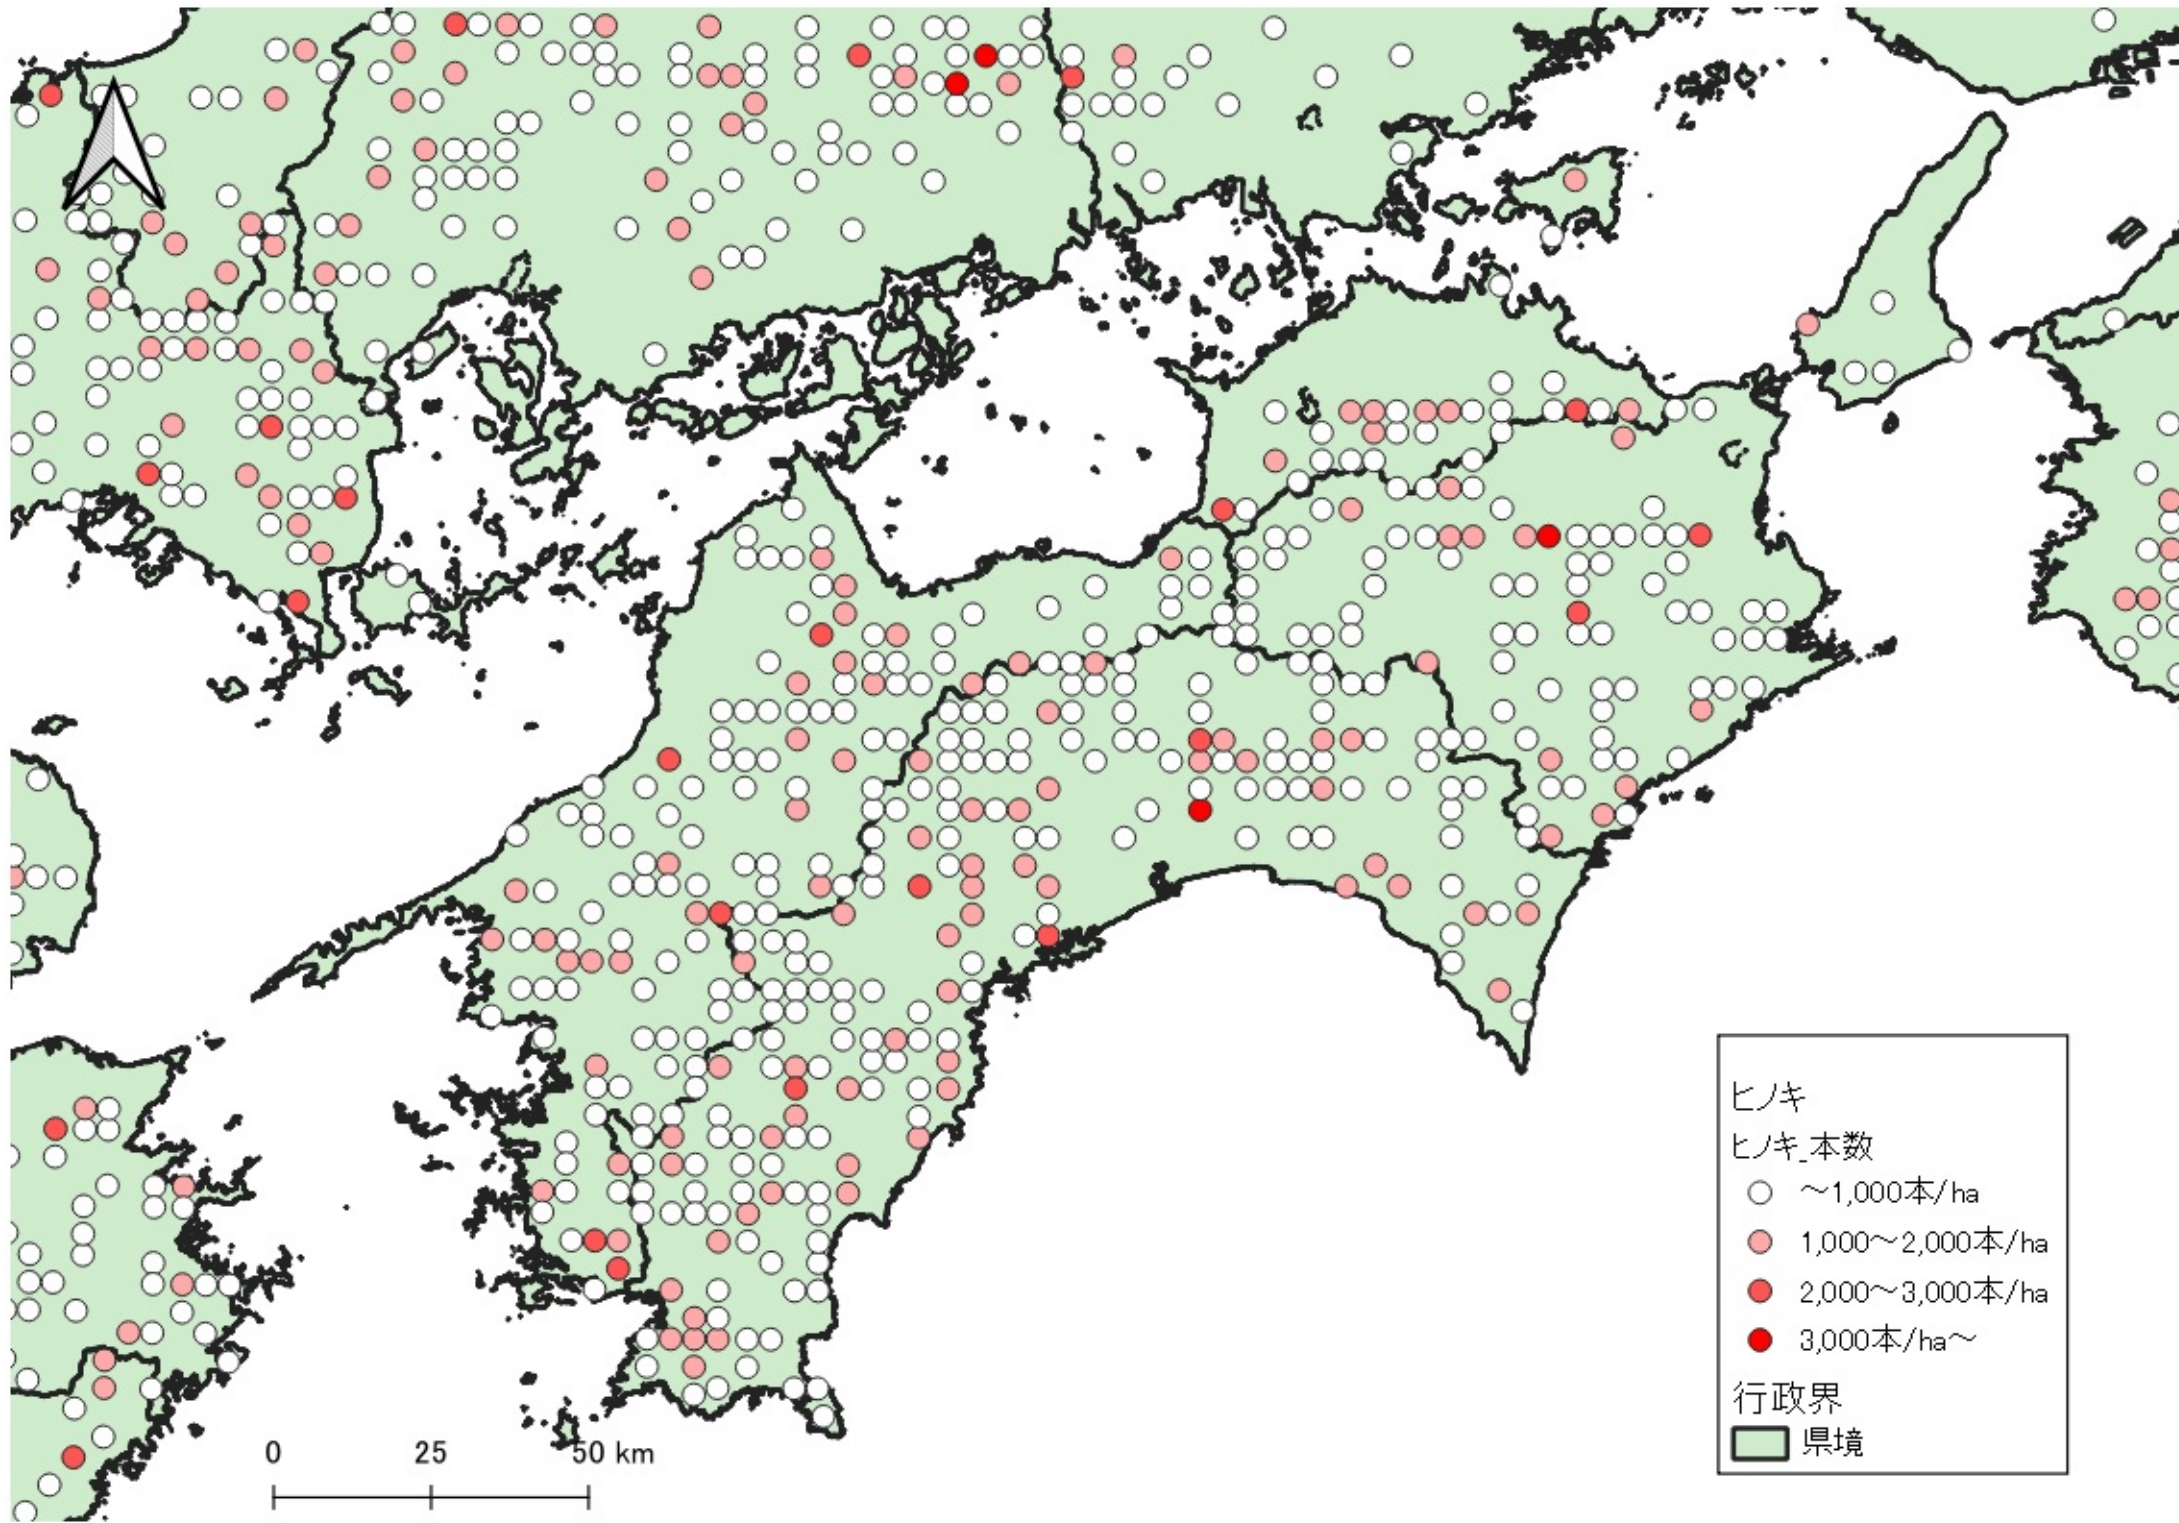 ヒノキ
ヒノキ_本数
～1,000本/ha
1,000～2,000本/ha
2,000～3,000本/ha
3,000本/ha～
行政界
県境
0 25 50 km